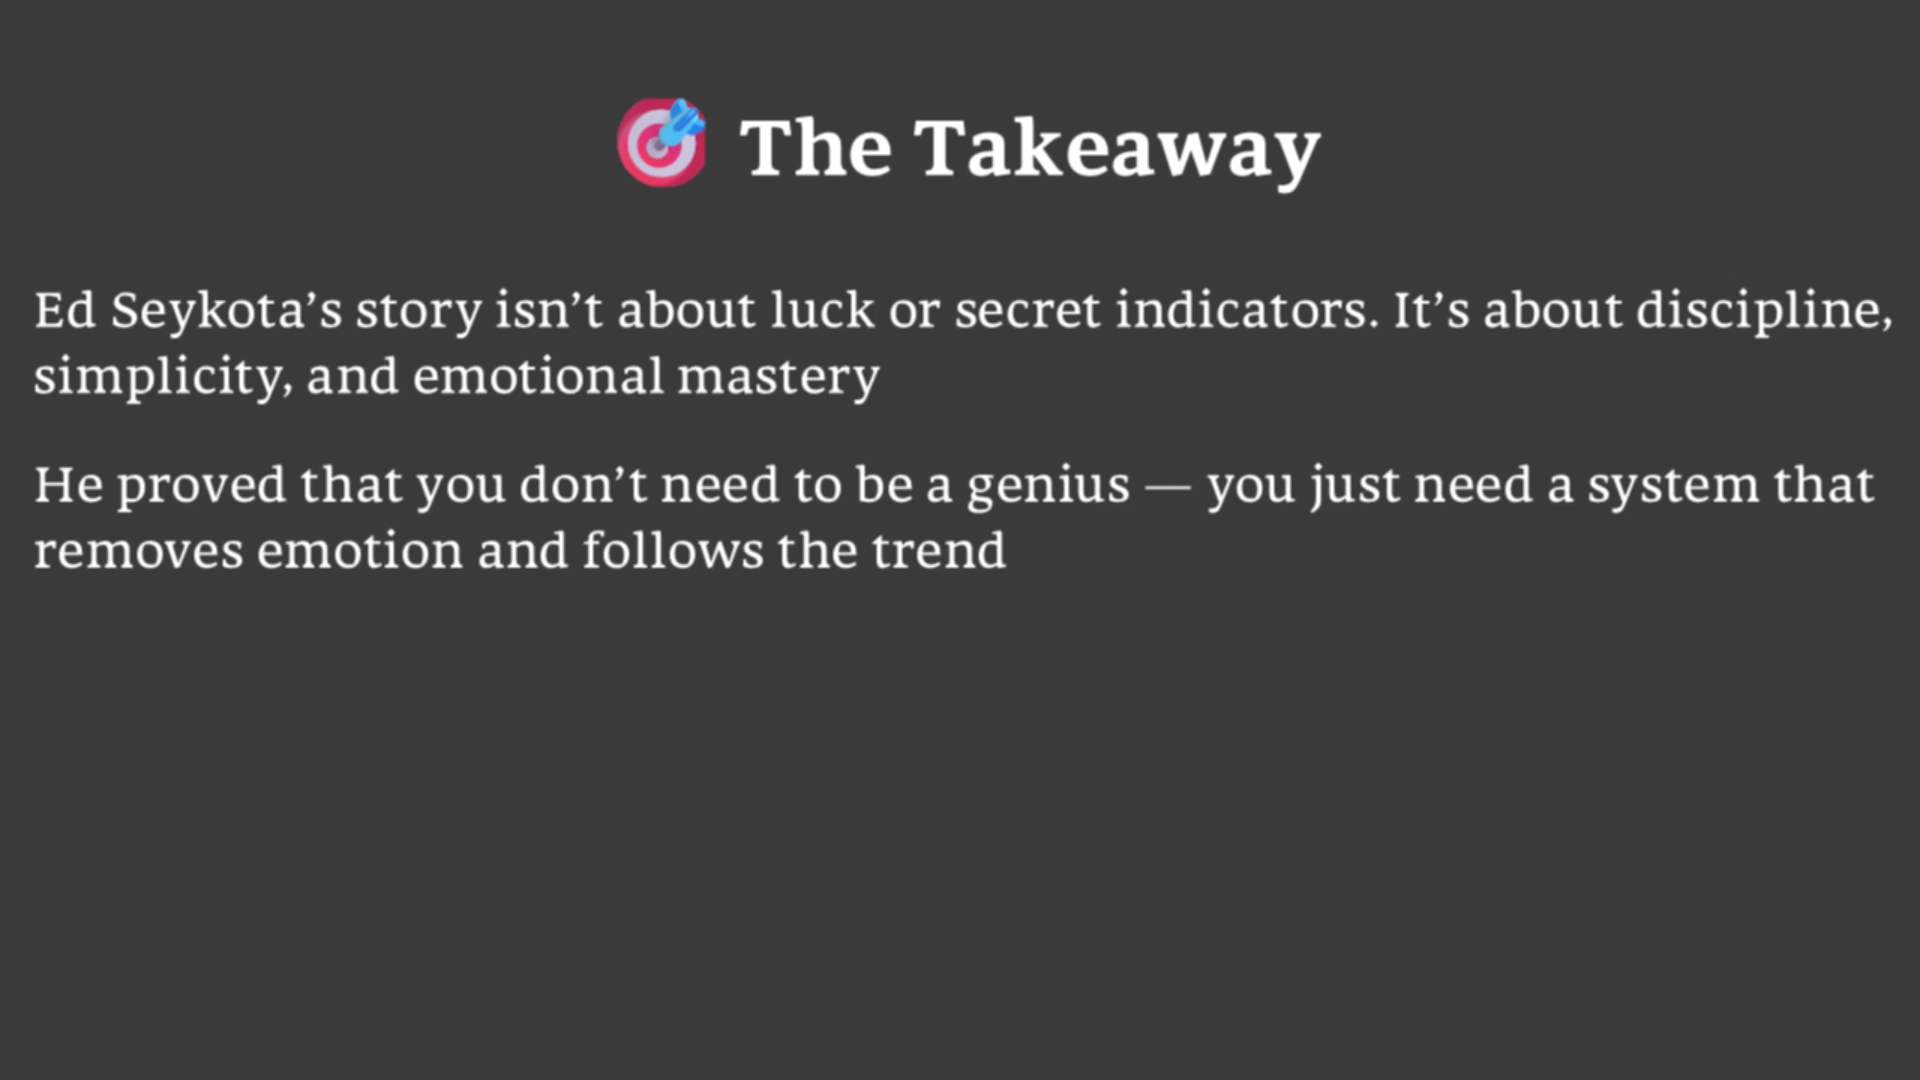 The Takeaway
Ed Seykota’s story isn’t about luck or secret indicators. It’s about discipline,
simplicity, and emotional mastery
He proved that you don’t need to be a genius — you just need a system that
removes emotion and follows the trend